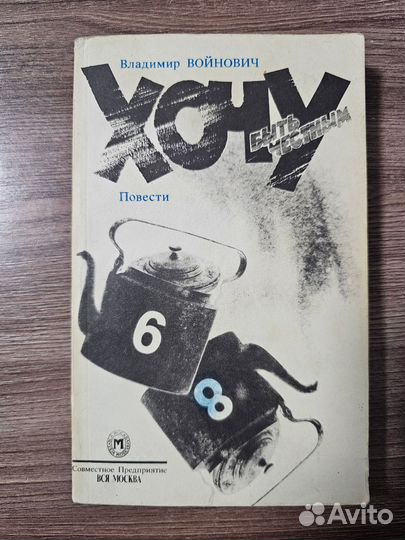 Владимир ВОЙНОВИЧ
ХОЧУ
БЫТЬ
ЧЕСТНЫМ
Повести
6
8
М
Совместное Предприятие
ВСЯ МОСКВА
Avito